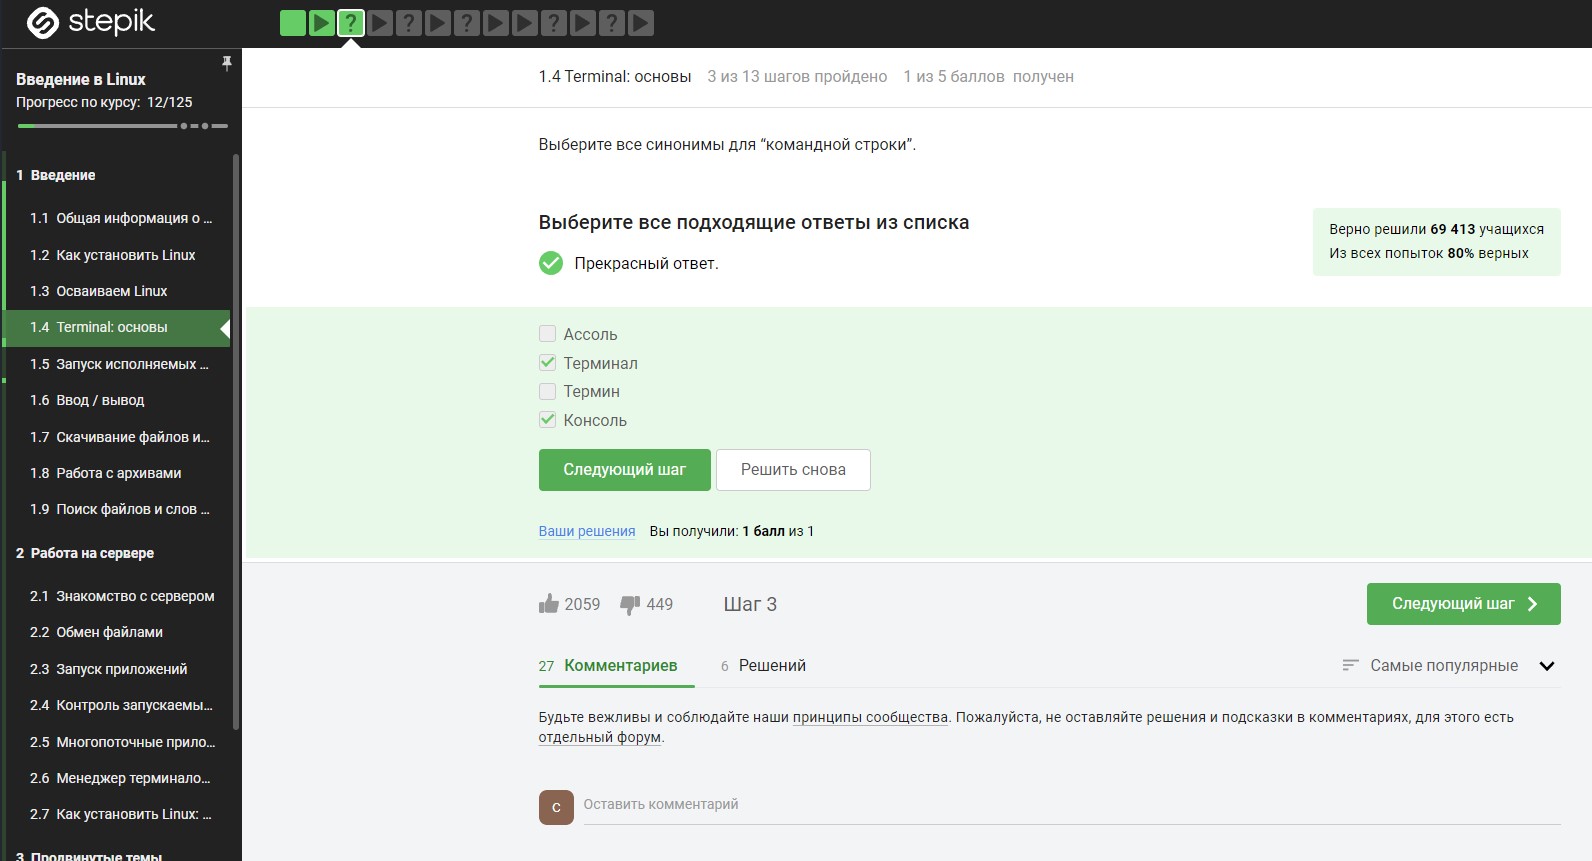 stepik
? ? ? ? ?
Введение в Linux
Прогресс по курсу: 12/125
1 Введение
1.1 Общая информация о ...
1.2 Как установить Linux
1.3 Осваиваем Linux
1.4 Terminal: основы
1.5 Запуск исполняемых ...
1.6 Ввод / вывод
1.7 Скачивание файлов и...
1.8 Работа с архивами
1.9 Поиск файлов и слов ...
2 Работа на сервере
2.1 Знакомство с сервером
2.2 Обмен файлами
2.3 Запуск приложений
2.4 Контроль запускаемы...
2.5 Многопоточные прило...
2.6 Менеджер терминало...
2.7 Как установить Linux: ...
3 Продвинутые темы
1.4 Terminal: основы 3 из 13 шагов пройдено 1 из 5 баллов получен
Выберите все синонимы для “командной строки”.
Выберите все подходящие ответы из списка
Прекрасный ответ.
Верно решили 69 413 учащихся
Из всех попыток 80% верных
Ассоль
Терминал
Термин
Консоль
Следующий шаг Решить снова
Ваши решения Вы получили: 1 балл из 1
2059 449 Шаг 3 Следующий шаг
27 Комментариев 6 Решений Самые популярные
Будьте вежливы и соблюдайте наши принципы сообщества. Пожалуйста, не оставляйте решения и подсказки в комментариях, для этого есть
отдельный форум.
C Оставить комментарий